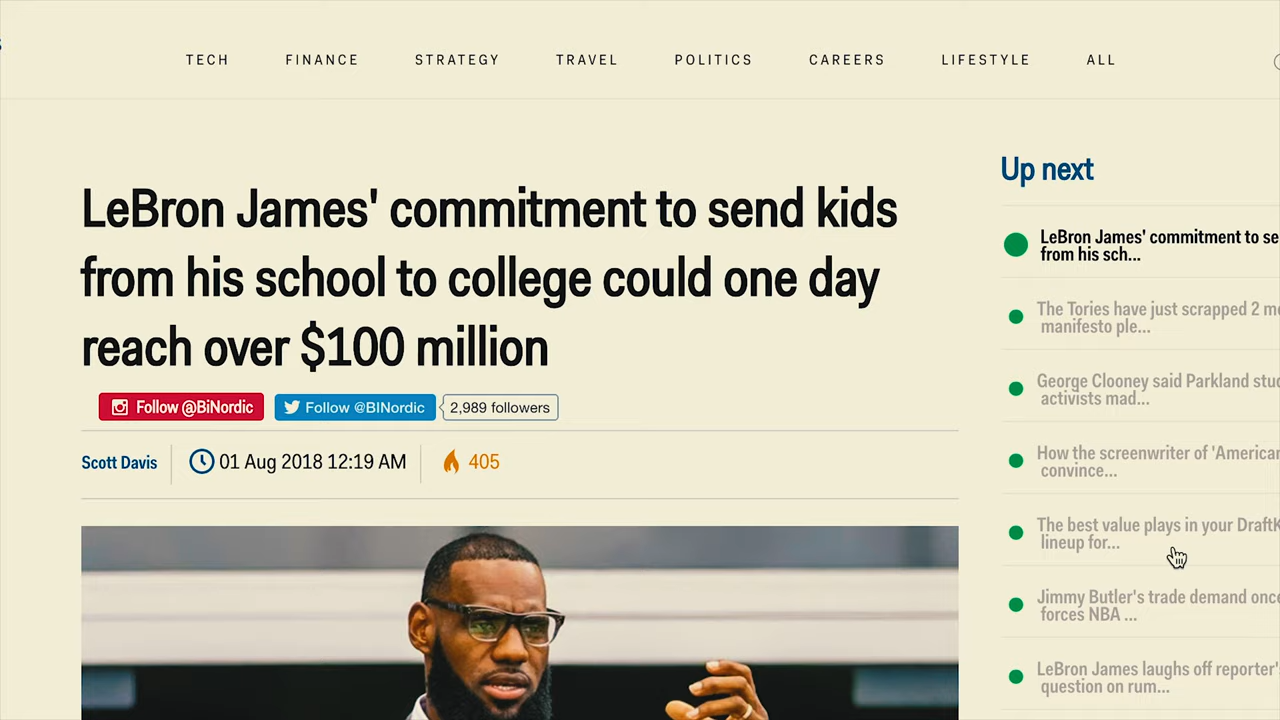 TECH FINANCE STRATEGY TRAVEL POLITICS CAREERS LIFESTYLE ALL
LeBron James' commitment to send kids
from his school to college could one day
reach over $100 million
Follow @BiNordic Follow @BINordic 2,989 followers
Scott Davis 01 Aug 2018 12:19 AM 405
Up next
LeBron James' commitment to se
from his sch...
The Tories have just scrapped 2 m
manifesto ple...
George Clooney said Parkland stu
activists mad...
How the screenwriter of 'American
convince...
The best value plays in your DraftK
lineup for...
Jimmy Butler's trade demand once
forces NBA ...
LeBron James laughs off reporter's
question on rum...